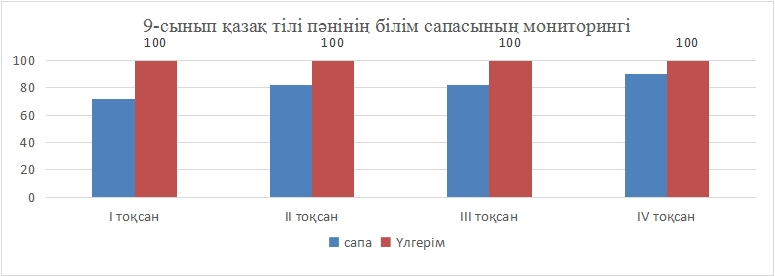 9-сынып қазақ тілі пәнінің білім сапасының мониторингі
100 100 100 100
100
80
60
40
20
0
I тоқсан II тоқсан III тоқсан IV тоқсан
сапа Үлгерім